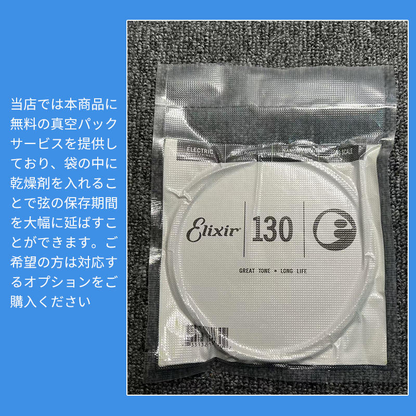 当店では本商品に
無料の真空パック
サービスを提供し
ており、袋の中に
乾燥剤を入れるこ
とで弦の保存期間
を大幅に延ばすこ
とができます。ご
希望の方は対応す
るオプションをご
購入ください
ELECTRIC
Elixir 130
GREAT TONE • LONG LIFE